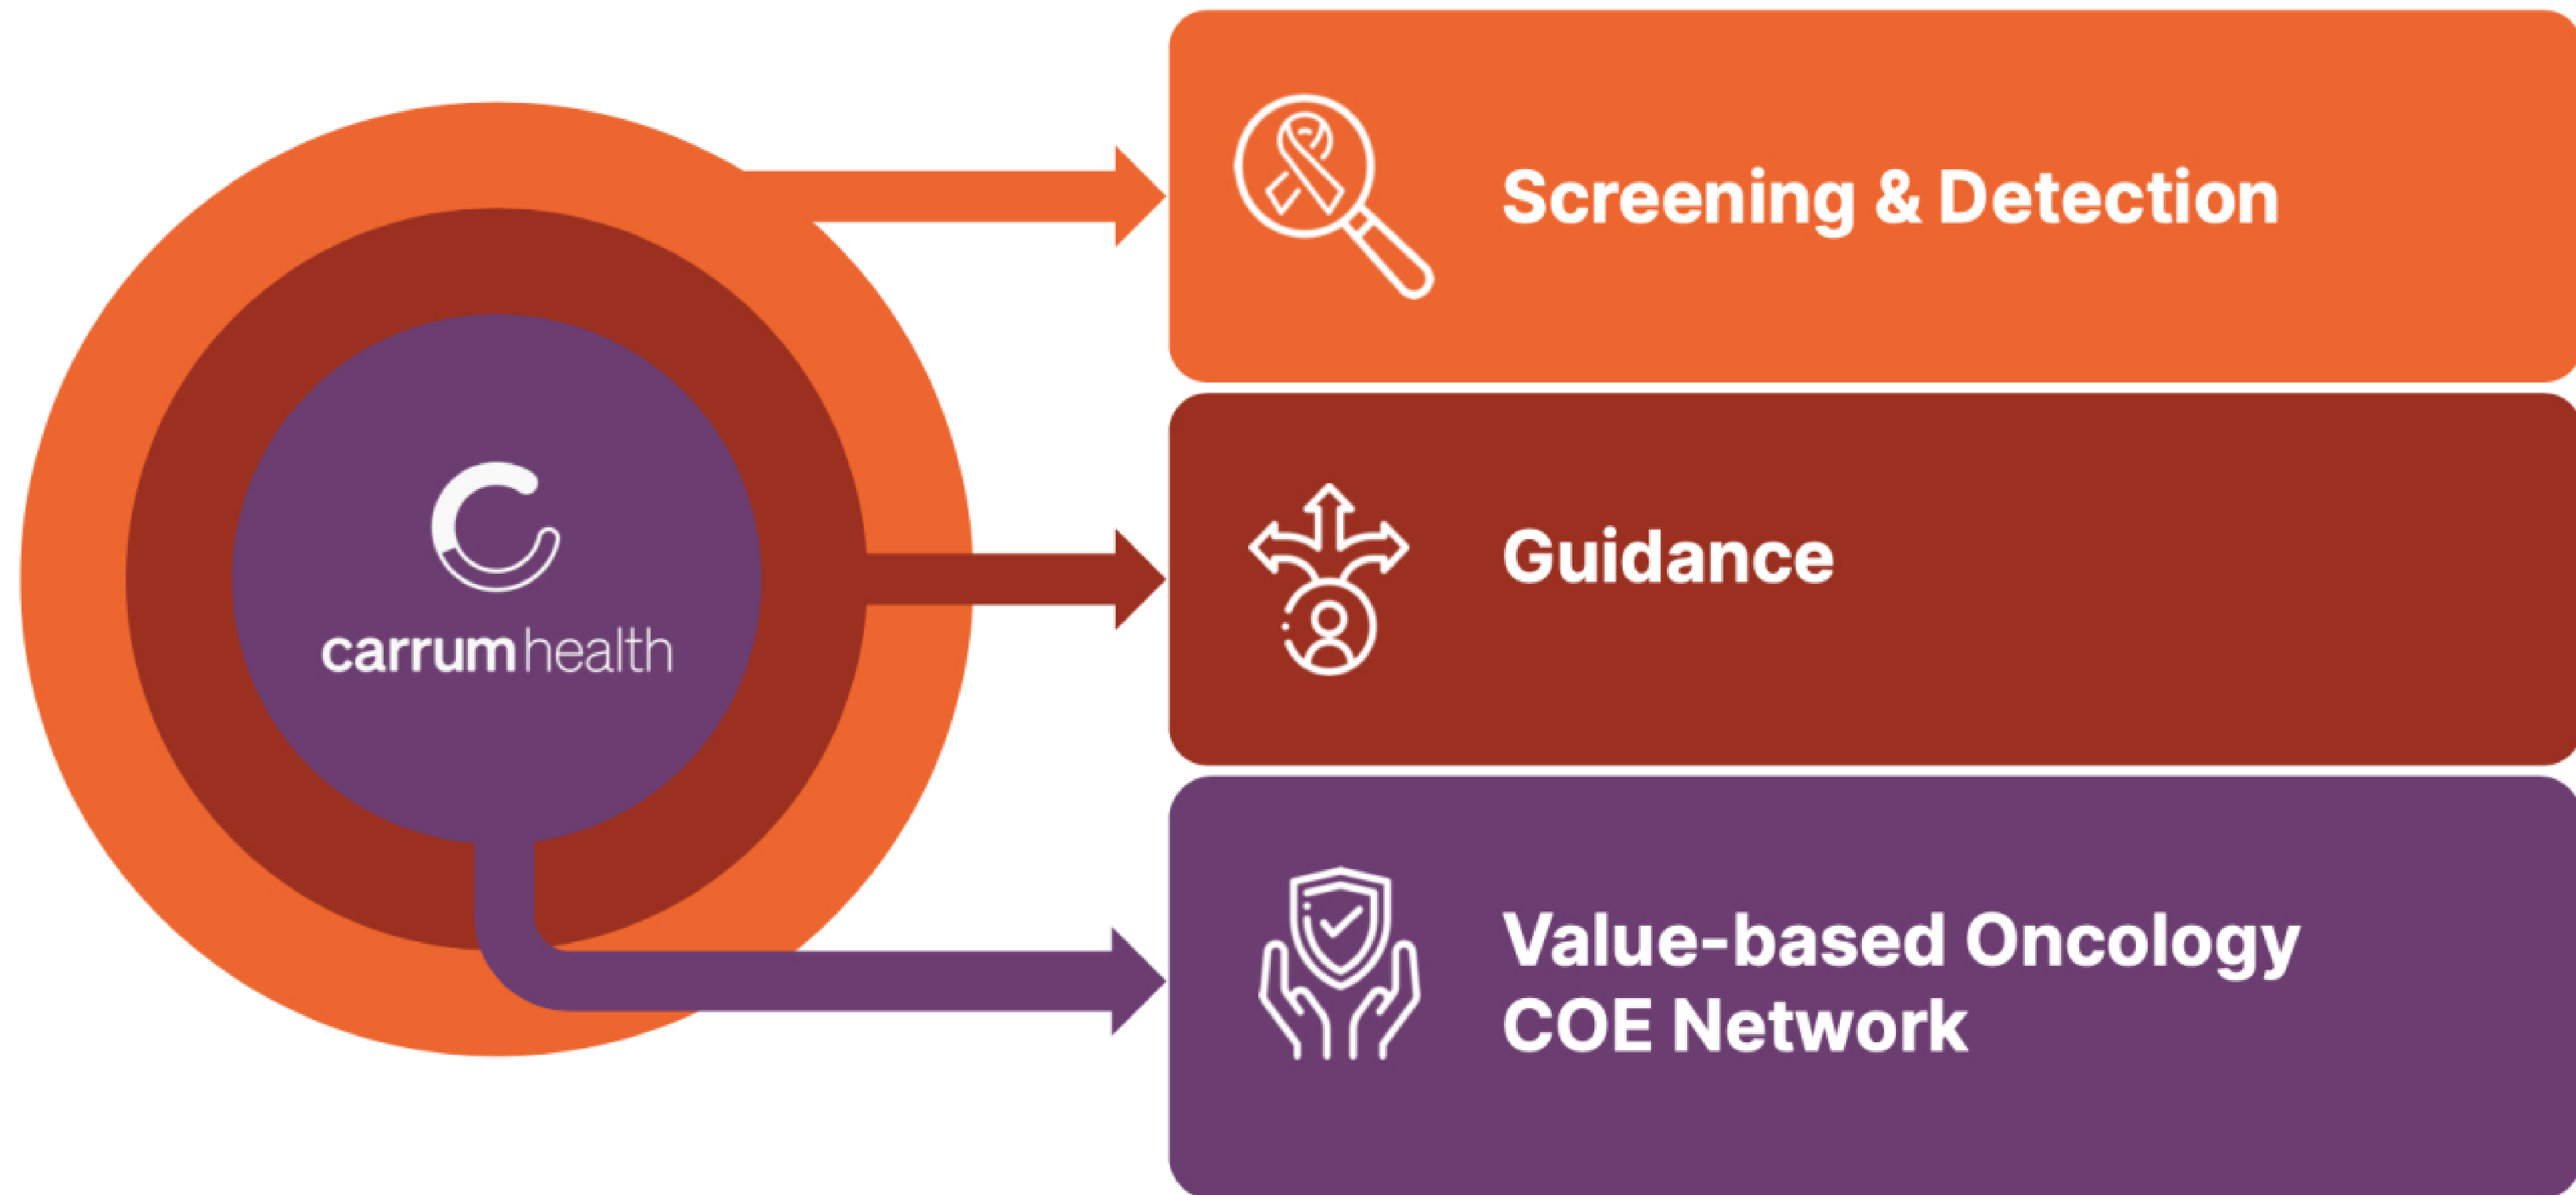 carrum health
Screening & Detection
Guidance
Value-based Oncology
COE Network